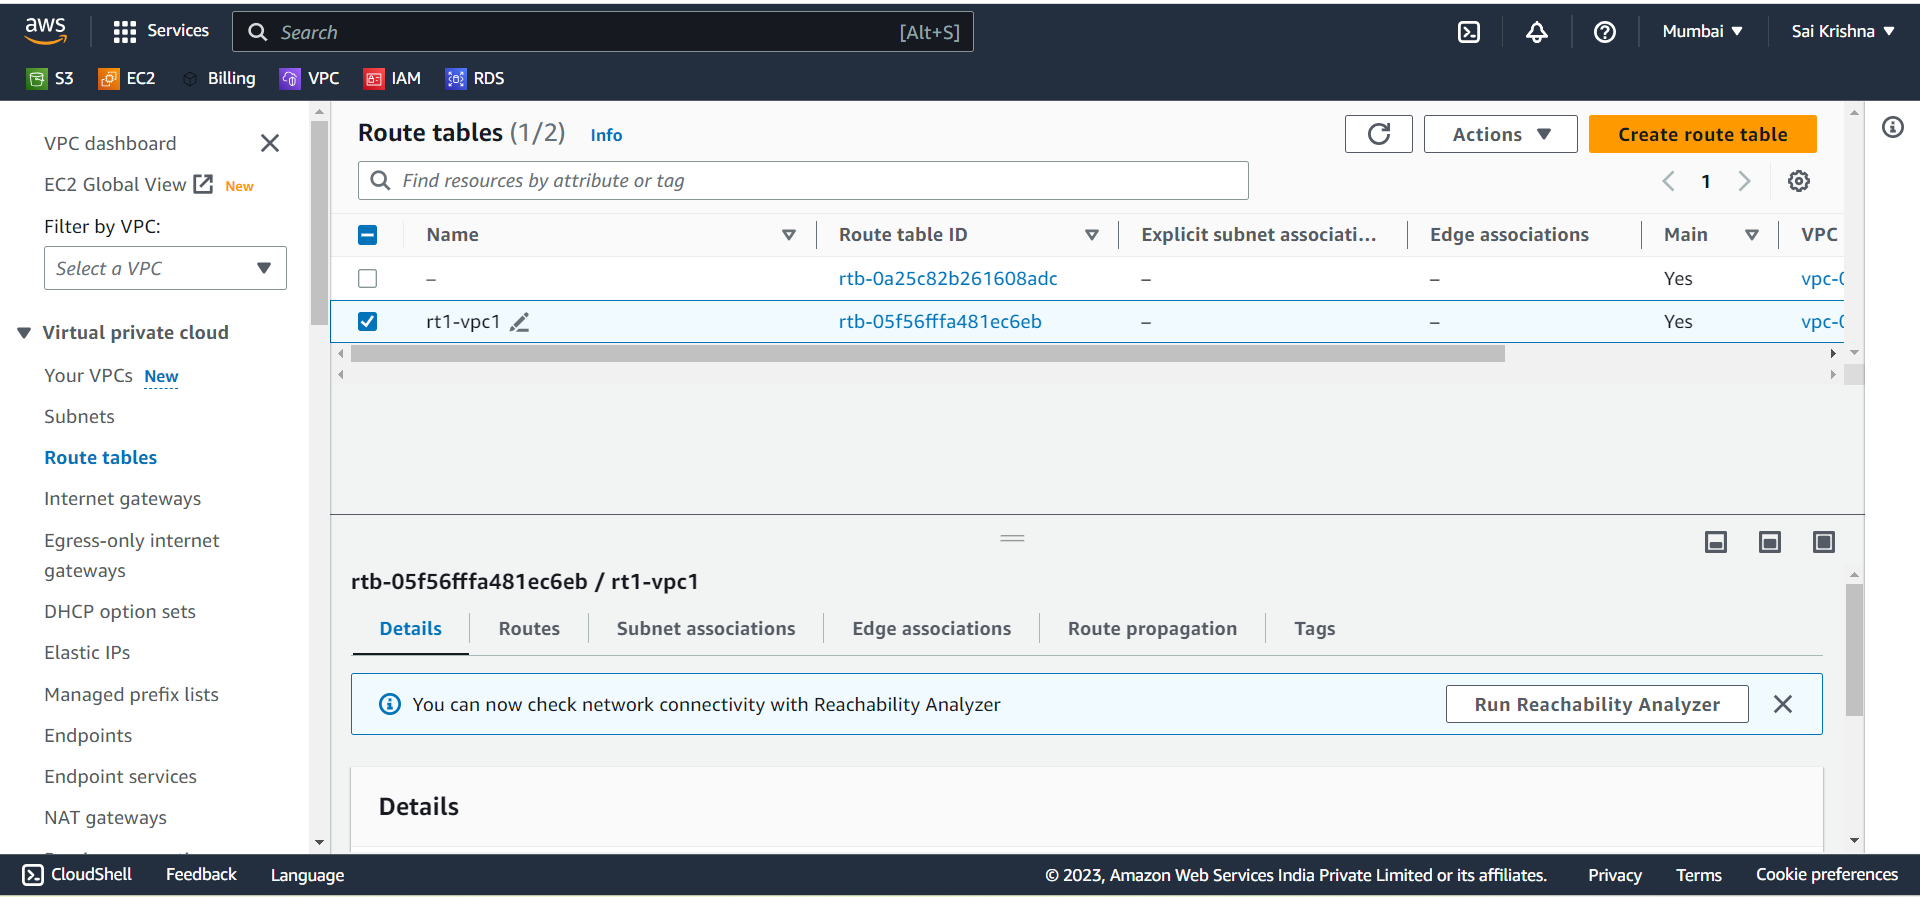 aws
Services
Search [Alt+S]
Mumbai
Sai Krishna
S3 EC2 Billing VPC IAM RDS
VPC dashboard
EC2 Global View New
Filter by VPC:
Select a VPC
Virtual private cloud
Your VPCs New
Subnets
Route tables
Internet gateways
Egress-only internet
gateways
DHCP option sets
Elastic IPs
Managed prefix lists
Endpoints
Endpoint services
NAT gateways
Route tables (1/2) Info
Actions
Create route table
Find resources by attribute or tag
1
Name Route table ID Explicit subnet associati... Edge associations Main VPC
– rtb-0a25c82b261608adc – – Yes vpc-0
rt1-vpc1 rtb-05f56fffa481ec6eb – – Yes vpc-0
rtb-05f56fffa481ec6eb / rt1-vpc1
Details Routes Subnet associations Edge associations Route propagation Tags
You can now check network connectivity with Reachability Analyzer
Run Reachability Analyzer
Details
CloudShell Feedback Language
© 2023, Amazon Web Services India Private Limited or its affiliates. Privacy Terms Cookie preferences